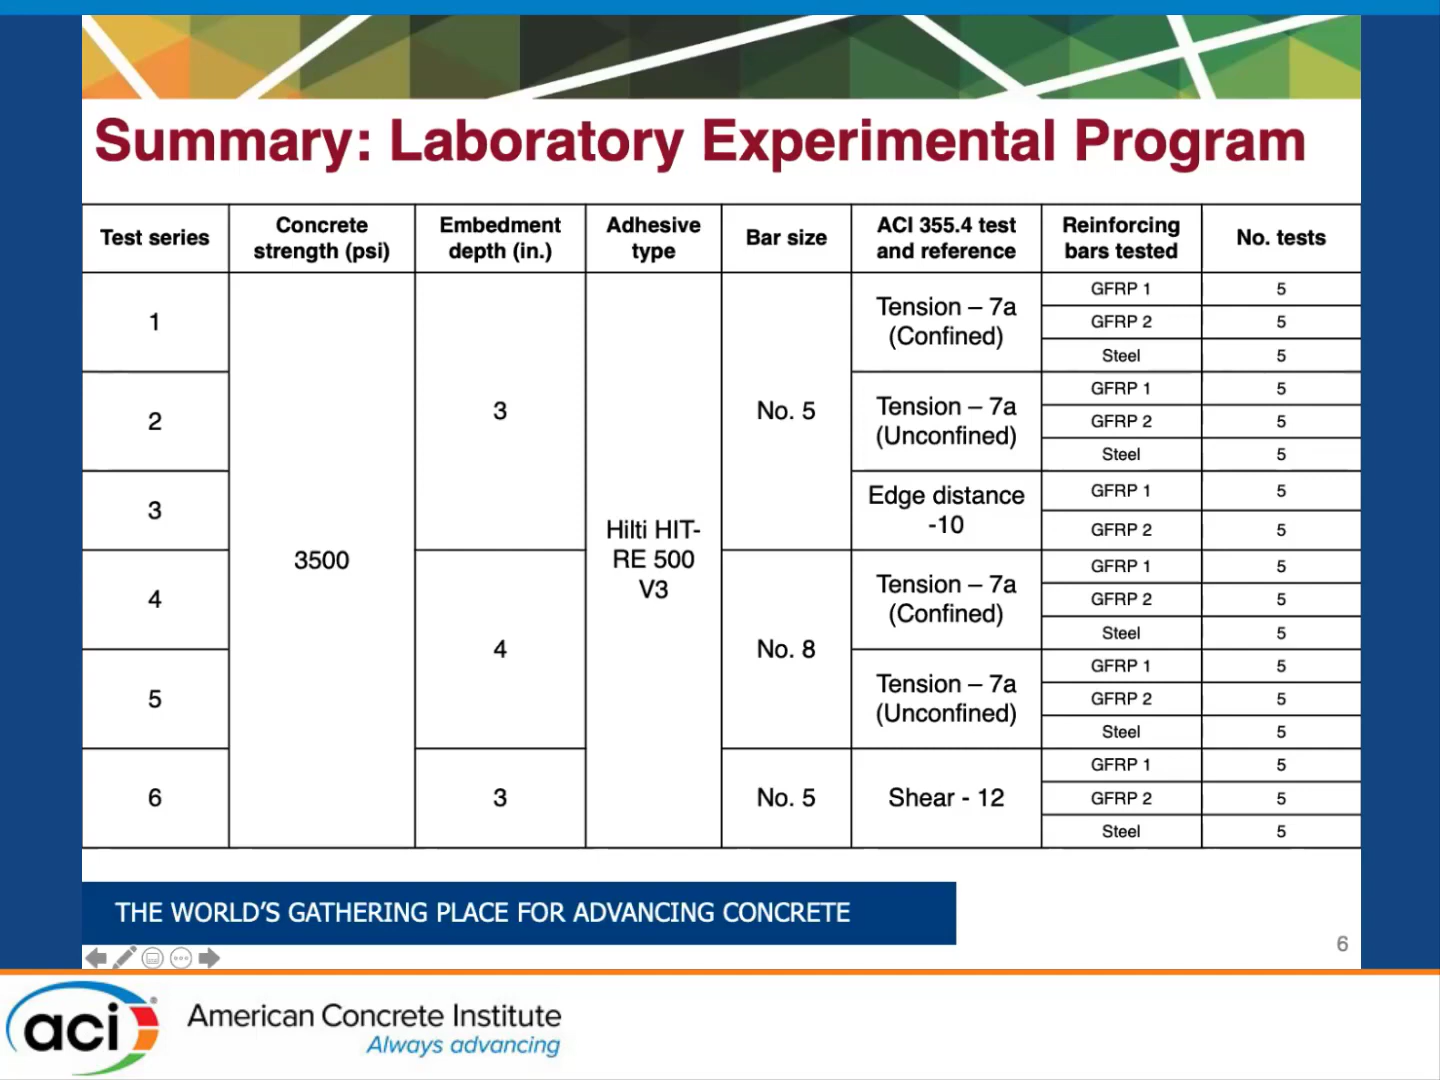 Summary: Laboratory Experimental Program
Test series
Concrete
strength (psi)
Embedment
depth (in.)
Adhesive
type
Bar size
ACI 355.4 test
and reference
Reinforcing
bars tested
No. tests
1
3500
3
Hilti HIT-
RE 500
V3
No. 5
Tension – 7a
(Confined)
GFRP 1
5
GFRP 2
5
Steel
5
2
Tension – 7a
(Unconfined)
GFRP 1
5
GFRP 2
5
Steel
5
3
Edge distance
-10
GFRP 1
5
GFRP 2
5
4
4
No. 8
Tension – 7a
(Confined)
GFRP 1
5
GFRP 2
5
Steel
5
5
Tension – 7a
(Unconfined)
GFRP 1
5
GFRP 2
5
Steel
5
6
3
No. 5
Shear - 12
GFRP 1
5
GFRP 2
5
Steel
5
THE WORLD'S GATHERING PLACE FOR ADVANCING CONCRETE
6
aci®
American Concrete Institute
Always advancing